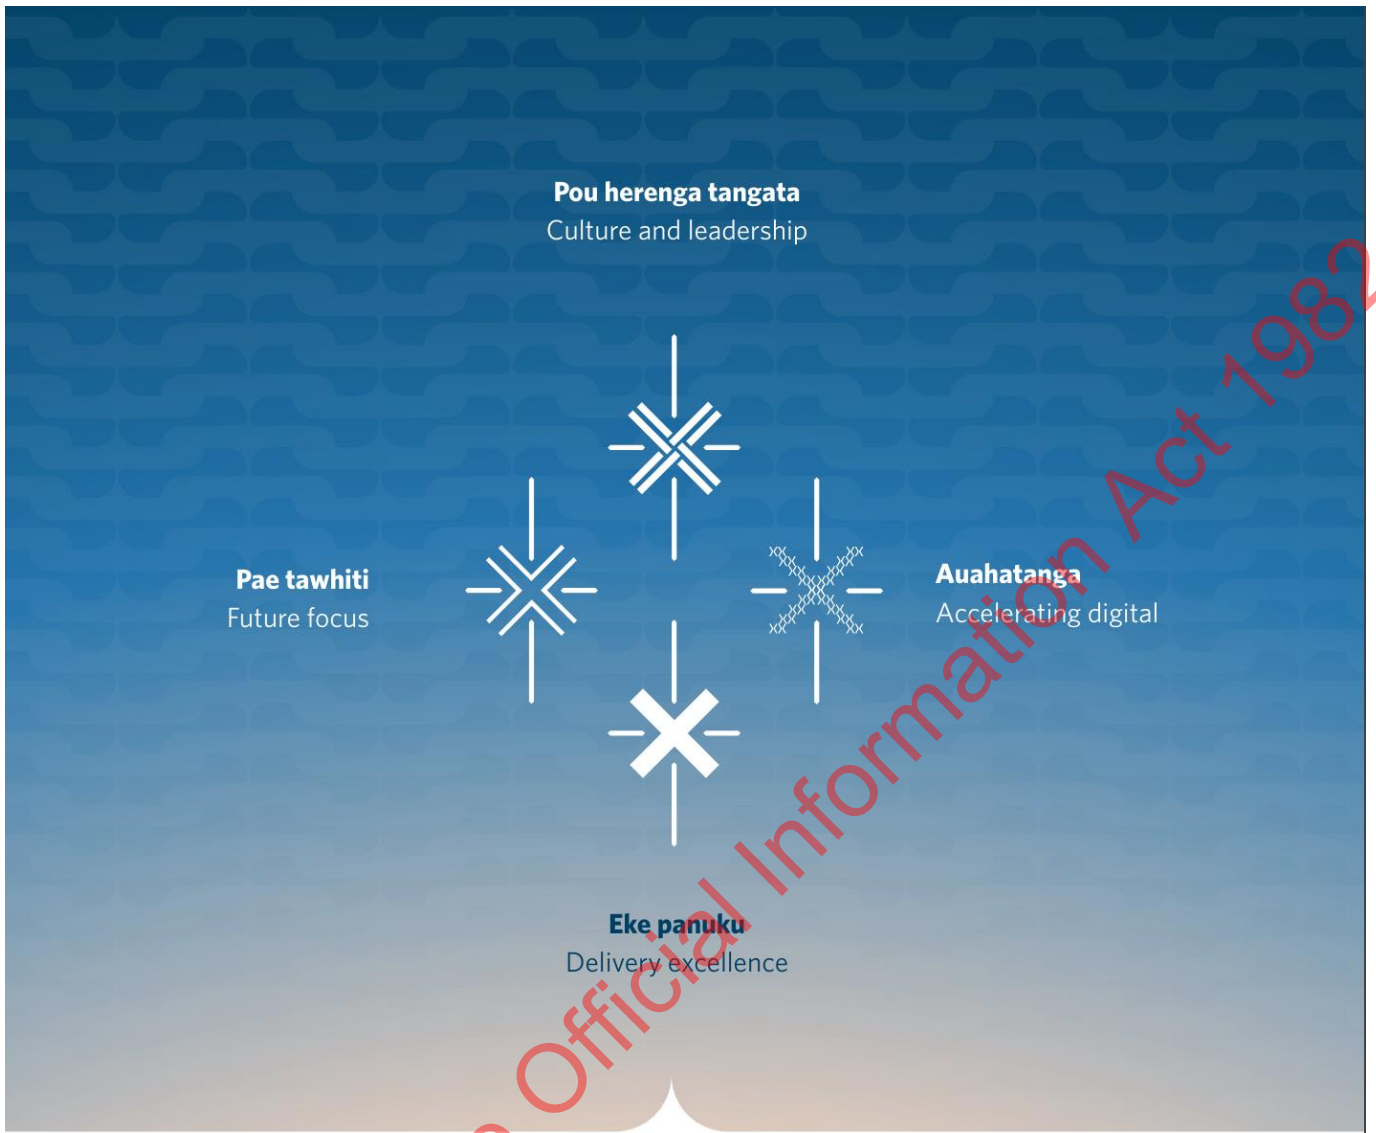 Pou herenga tangata
Culture and leadership
Pae tawhiti
Future focus
Auahatanga
Accelerating digital
Eke panuku
Delivery excellence
Official Information Act 1982